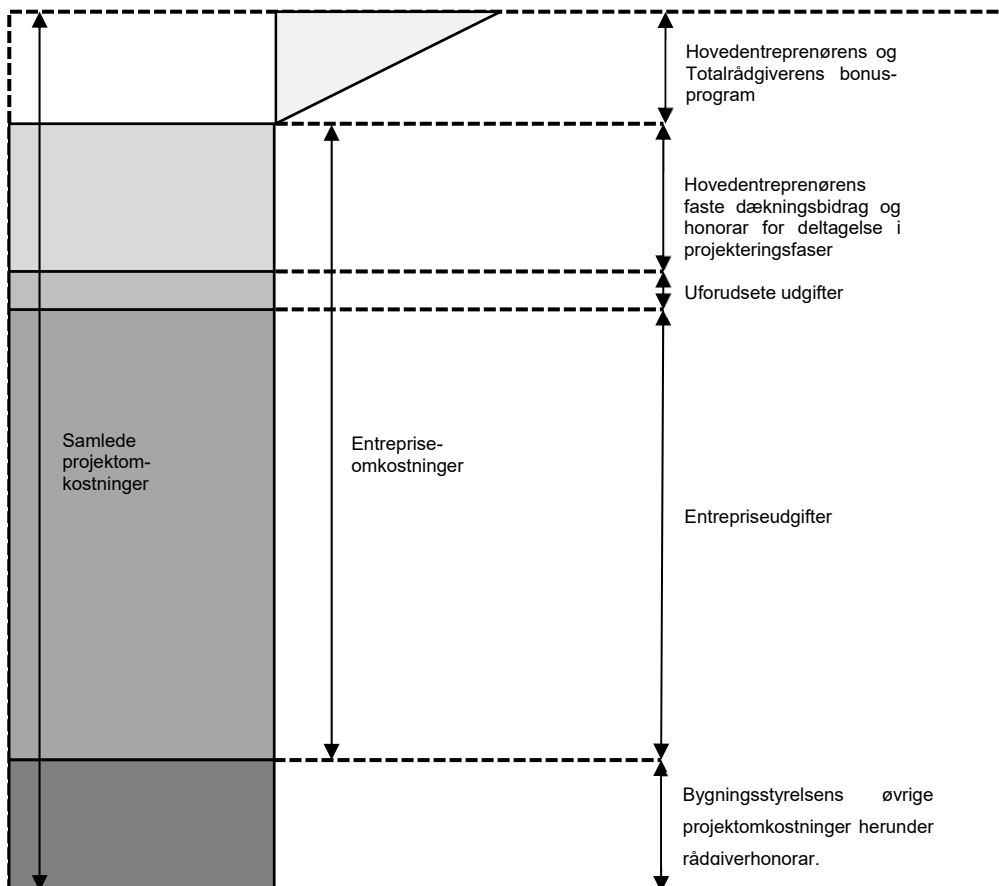 Hovedentreprenørens og
Totalrådgiverens bonus-
program
Hovedentreprenørens
faste dækningsbidrag og
honorar for deltagelse i
projekteringsfaser
Uforudsete udgifter
Samlede
projektom-
kostninger
Entreprise-
omkostninger
Entrepriseudgifter
Bygningsstyrelsens øvrige
projektomkostninger herunder
rådgiverhonorar.